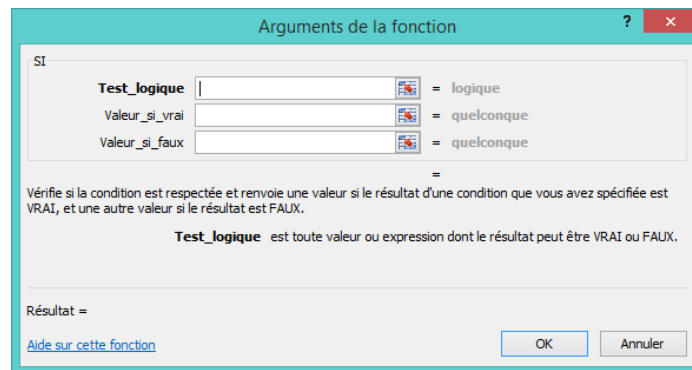 Arguments de la fonction
? ×
SI
Test_logique = logique
Valeur_si_vrai = quelconque
Valeur_si_faux = quelconque
=
Vérifie si la condition est respectée et renvoie une valeur si le résultat d'une condition que vous avez spécifiée est
VRAI, et une autre valeur si le résultat est FAUX.
Test_logique est toute valeur ou expression dont le résultat peut être VRAI ou FAUX.
Résultat =
Aide sur cette fonction
OK
Annuler